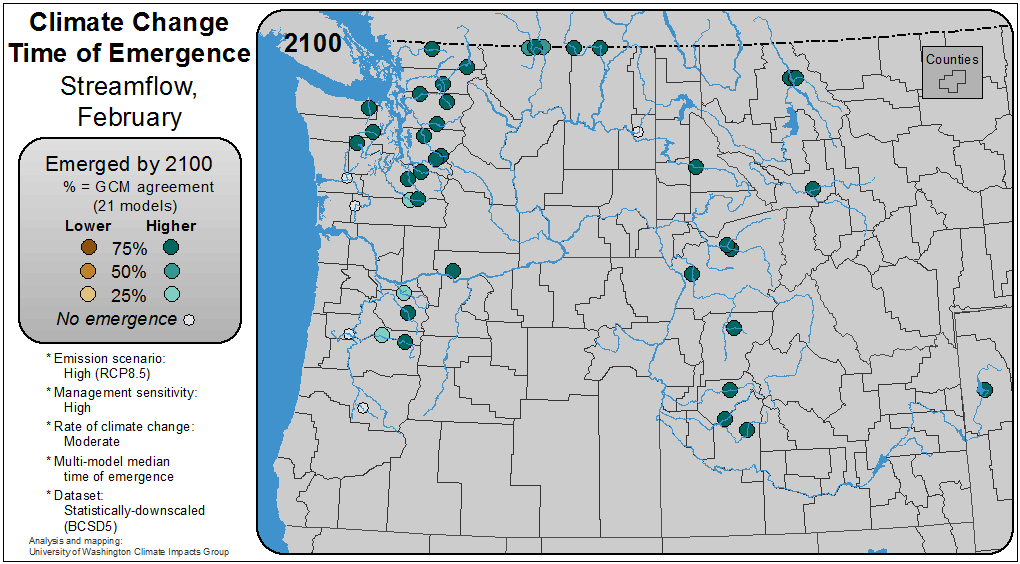 Climate Change
Time of Emergence
Streamflow,
February
Emerged by 2100
% = GCM agreement
(21 models)
Lower Higher
75%
50%
25%
No emergence
* Emission scenario:
High (RCP8.5)
* Management sensitivity:
High
* Rate of climate change:
Moderate
* Multi-model median
time of emergence
* Dataset:
Statistically-downscaled
(BCSD5)
Analysis and mapping:
University of Washington Climate Impacts Group
2100
Counties